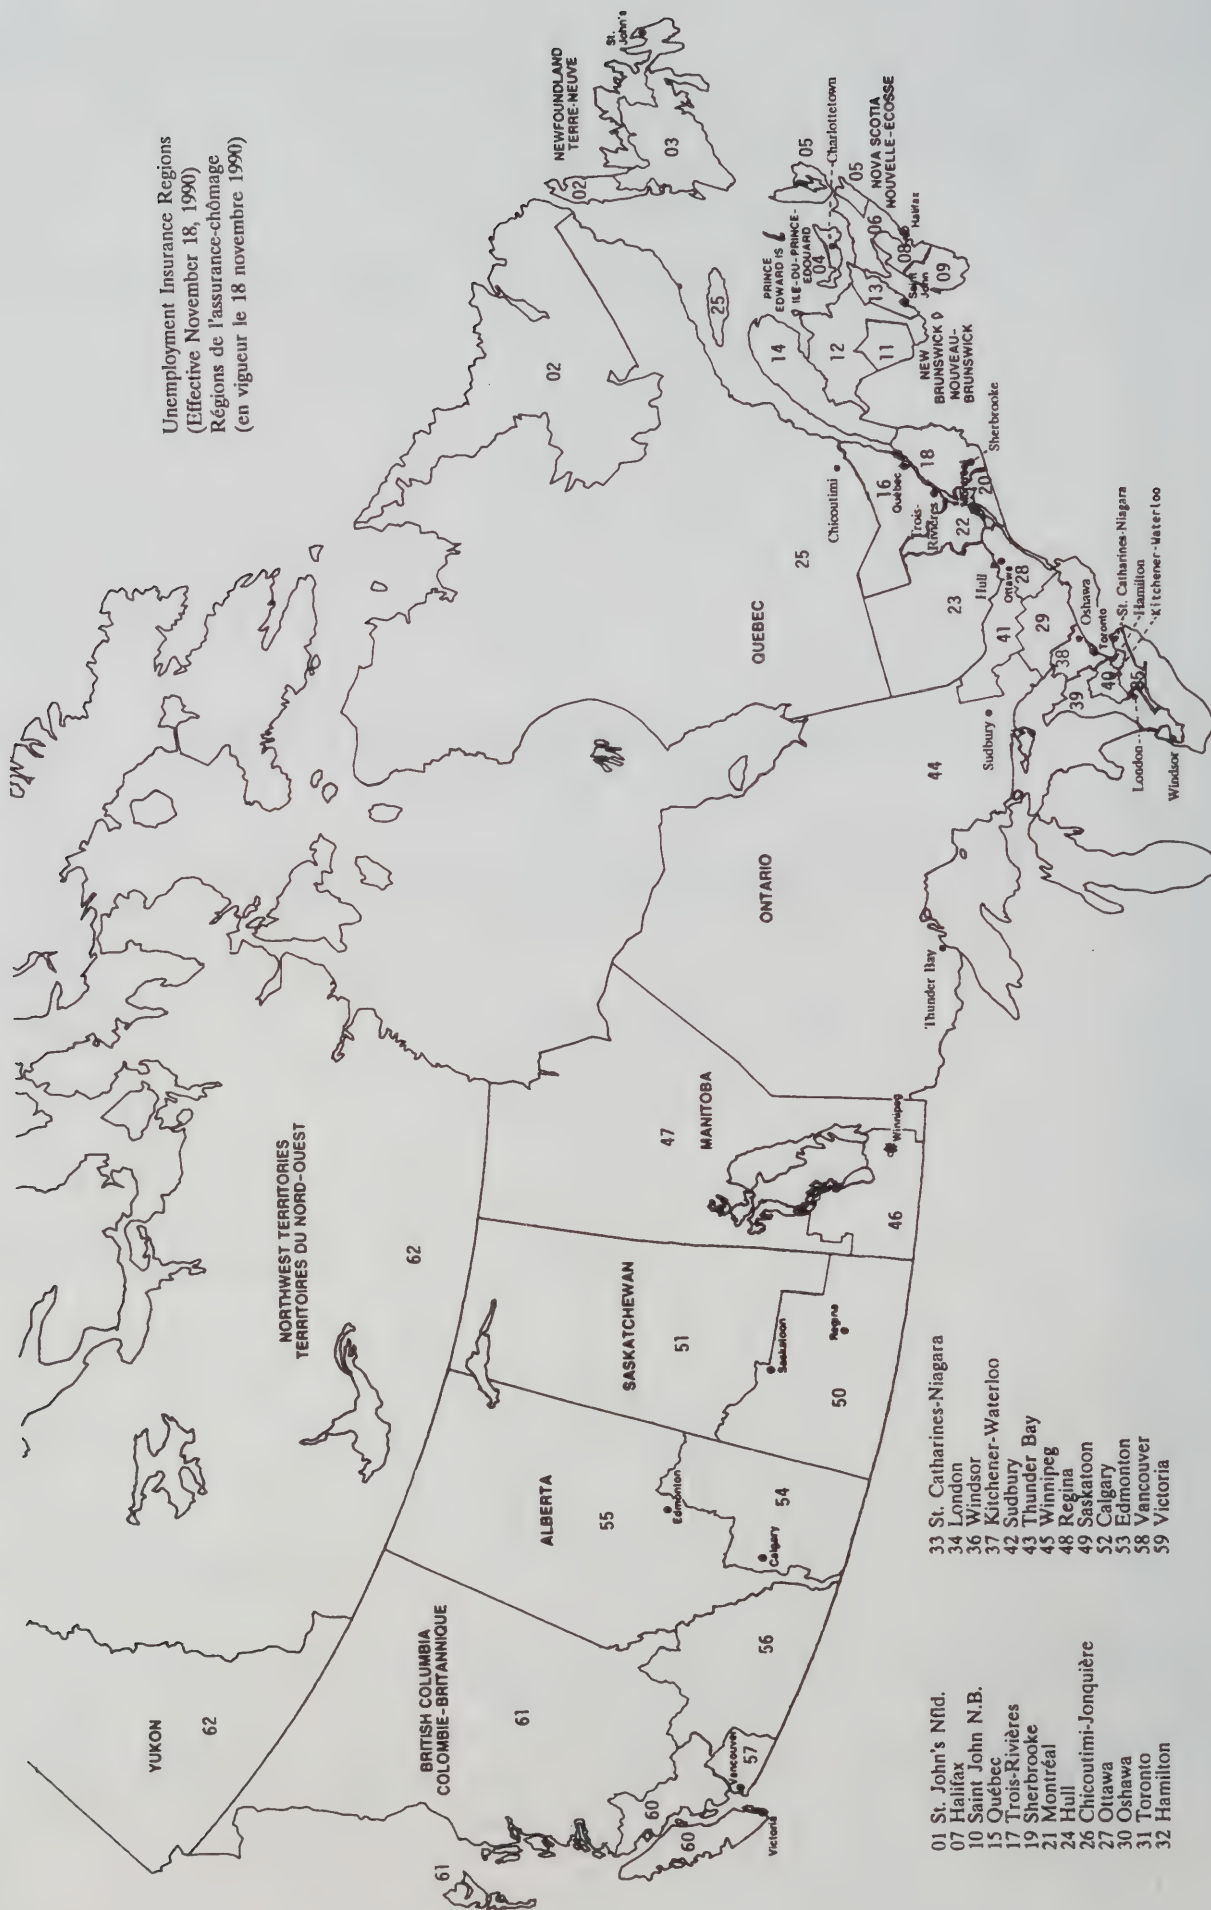 Unemployment Insurance Regions
(Effective November 18, 1990)
Régions de l'assurance-chômage
(en vigueur le 18 novembre 1990)
YUKON
62
NORTHWEST TERRITORIES
TERRITOIRES DU NORD-OUEST
62
BRITISH COLUMBIA
COLOMBIE-BRITANNIQUE
61
61
60
60
57
56
Vancouver
Victoria
ALBERTA
55
Edmonton
54
Calgary
SASKATCHEWAN
51
Saskatoon
50
Regina
47
MANITOBA
46
Winnipeg
ONTARIO
44
Thunder Bay
Sudbury
41
29
28
Ottawa
38
39
40
35
Oshawa
Toronto
St. Catharines-Niagara
Hamilton
Kitchener-Waterloo
London
Windsor
QUEBEC
25
Chicoutimi
23
Hull
22
Trois-
Rivières
16
Québec
18
Montréal
20
Sherbrooke
14
25
02
NEWFOUNDLAND
TERRE-NEUVE
02
03
St.
John's
PRINCE
EDWARD IS
ILE-DU-PRINCE-
EDOUARD
04
Charlottetown
05
05
NOVA SCOTIA
NOUVELLE-ÉCOSSE
06
08
Halifax
09
12
11
13
Saint
John
NEW
BRUNSWICK
NOUVEAU-
BRUNSWICK
01 St. John's Nfld.
07 Halifax
10 Saint John N.B.
15 Québec
17 Trois-Rivières
19 Sherbrooke
21 Montréal
24 Hull
26 Chicoutimi-Jonquière
27 Ottawa
30 Oshawa
31 Toronto
32 Hamilton
33 St. Catharines-Niagara
34 London
36 Windsor
37 Kitchener-Waterloo
42 Sudbury
43 Thunder Bay
45 Winnipeg
48 Regina
49 Saskatoon
52 Calgary
53 Edmonton
58 Vancouver
59 Victoria